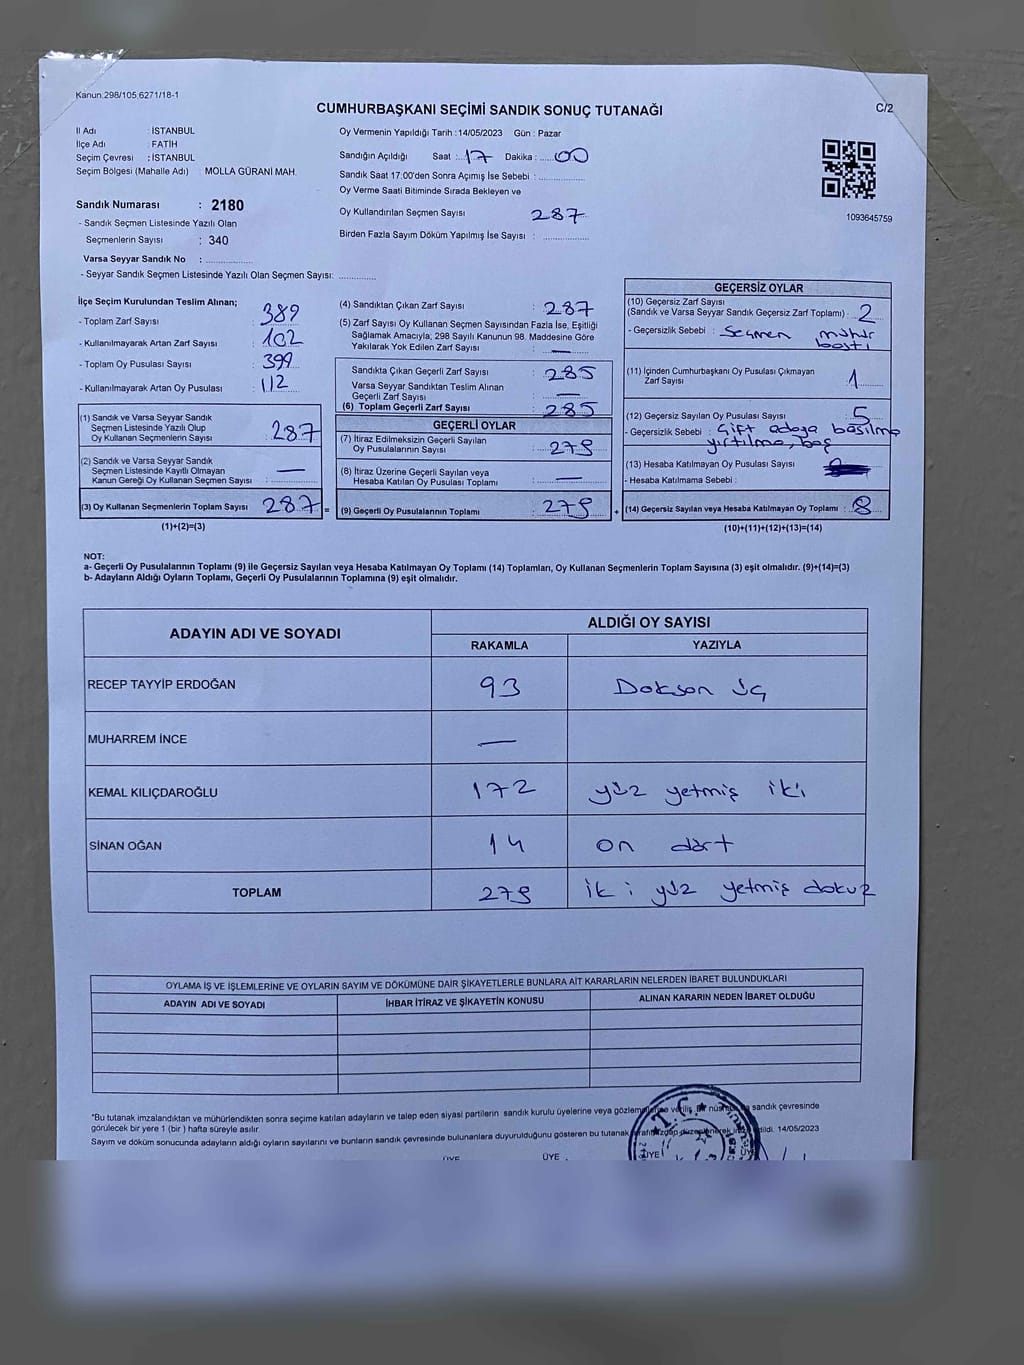 Kanun:298/105;6271/18-1
CUMHURBAŞKANI SEÇİMİ SANDIK SONUÇ TUTANAĞI
C/2
İl Adı : İSTANBUL
İlçe Adı : FATİH
Seçim Çevresi : İSTANBUL
Seçim Bölgesi (Mahalle Adı) MOLLA GÜRANİ MAH.
Sandık Numarası : 2180
- Sandık Seçmen Listesinde Yazılı Olan
Seçmenlerin Sayısı : 340
Varsa Seyyar Sandık No :
- Seyyar Sandık Seçmen Listesinde Yazılı Olan Seçmen Sayısı:
Oy Vermenin Yapıldığı Tarih : 14/05/2023 Gün : Pazar
Sandığın Açıldığı Saat : 17 Dakika : 00
Sandık Saat 17:00'den Sonra Açımış İse Sebebi :
Oy Verme Saati Bitiminde Sırada Bekleyen ve
Oy Kullandırılan Seçmen Sayısı 287
Birden Fazla Sayım Döküm Yapılmış İse Sayısı :
1093645759
İlçe Seçim Kurulundan Teslim Alınan;
- Toplam Zarf Sayısı : 389
- Kullanılmayarak Artan Zarf Sayısı : 102
- Toplam Oy Pusulası Sayısı : 399
- Kullanılmayarak Artan Oy Pusulası : 112
(1) Sandık ve Varsa Seyyar Sandık
Seçmen Listesinde Yazılı Olup
Oy Kullanan Seçmenlerin Sayısı : 287
(2) Sandık ve Varsa Seyyar Sandık
Seçmen Listesinde Kayıtlı Olmayan
Kanun Gereği Oy Kullanan Seçmen Sayısı : —
(3) Oy Kullanan Seçmenlerin Toplam Sayısı 287 =
(1)+(2)=(3)
(4) Sandıktan Çıkan Zarf Sayısı : 287
(5) Zarf Sayısı Oy Kullanan Seçmen Sayısından Fazla İse, Eşitliği
Sağlamak Amacıyla; 298 Sayılı Kanunun 98. Maddesine Göre
Yakılarak Yok Edilen Zarf Sayısı : —
Sandıkta Çıkan Geçerli Zarf Sayısı : 285
Varsa Seyyar Sandıktan Teslim Alınan
Geçerli Zarf Sayısı : —
(6) Toplam Geçerli Zarf Sayısı : 285
GEÇERLİ OYLAR
(7) İtiraz Edilmeksizin Geçerli Sayılan
Oy Pusulalarının Sayısı : 279
(8) İtiraz Üzerine Geçerli Sayılan veya
Hesaba Katılan Oy Pusulası Toplamı : —
(9) Geçerli Oy Pusulalarının Toplamı : 279 +
GEÇERSİZ OYLAR
(10) Geçersiz Zarf Sayısı
(Sandık ve Varsa Seyyar Sandık Geçersiz Zarf Toplamı) : 2
- Geçersizlik Sebebi : Seçmen mühür
bastı
(11) İçinden Cumhurbaşkanı Oy Pusulası Çıkmayan
Zarf Sayısı : 1
(12) Geçersiz Sayılan Oy Pusulası Sayısı : 5
- Geçersizlik Sebebi : Çift adaya basılma
yırtılma, boş
(13) Hesaba Katılmayan Oy Pusulası Sayısı
- Hesaba Katılmama Sebebi :
(14) Geçersiz Sayılan veya Hesaba Katılmayan Oy Toplamı : 8
(10)+(11)+(12)+(13)=(14)
NOT:
a- Geçerli Oy Pusulalarının Toplamı (9) ile Geçersiz Sayılan veya Hesaba Katılmayan Oy Toplamı (14) Toplamları, Oy Kullanan Seçmenlerin Toplam Sayısına (3) eşit olmalıdır. (9)+(14)=(3)
b- Adayların Aldığı Oyların Toplamı, Geçerli Oy Pusulalarının Toplamına (9) eşit olmalıdır.
ADAYIN ADI VE SOYADI
ALDIĞI OY SAYISI
RAKAMLA YAZIYLA
RECEP TAYYİP ERDOĞAN 93 Doksan üç
MUHARREM İNCE —
KEMAL KILIÇDAROĞLU 172 yüz yetmiş iki
SİNAN OĞAN 14 on dört
TOPLAM 279 iki yüz yetmiş dokuz
OYLAMA İŞ VE İŞLEMLERİNE VE OYLARIN SAYIM VE DÖKÜMÜNE DAİR ŞİKAYETLERLE BUNLARA AİT KARARLARIN NELERDEN İBARET BULUNDUKLARI
ADAYIN ADI VE SOYADI İHBAR İTİRAZ VE ŞİKAYETİN KONUSU ALINAN KARARIN NEDEN İBARET OLDUĞU
*Bu tutanak imzalandıktan ve mühürlendikten sonra seçime katılan adayların ve talep eden siyasi partilerin sandık kurulu üyelerine veya verilir. Bir sandık çevresinde
görülecek bir yere 1 (bir ) hafta süreyle asılır.
Sayım ve döküm sonucunda adayların aldığı oyların sayılarını ve bunların sandık çevresinde bulunanlara duyurulduğunu gösteren bu tutanak 14/05/2023
ÜYE ÜYE ÜYE ÜYE
T.C.